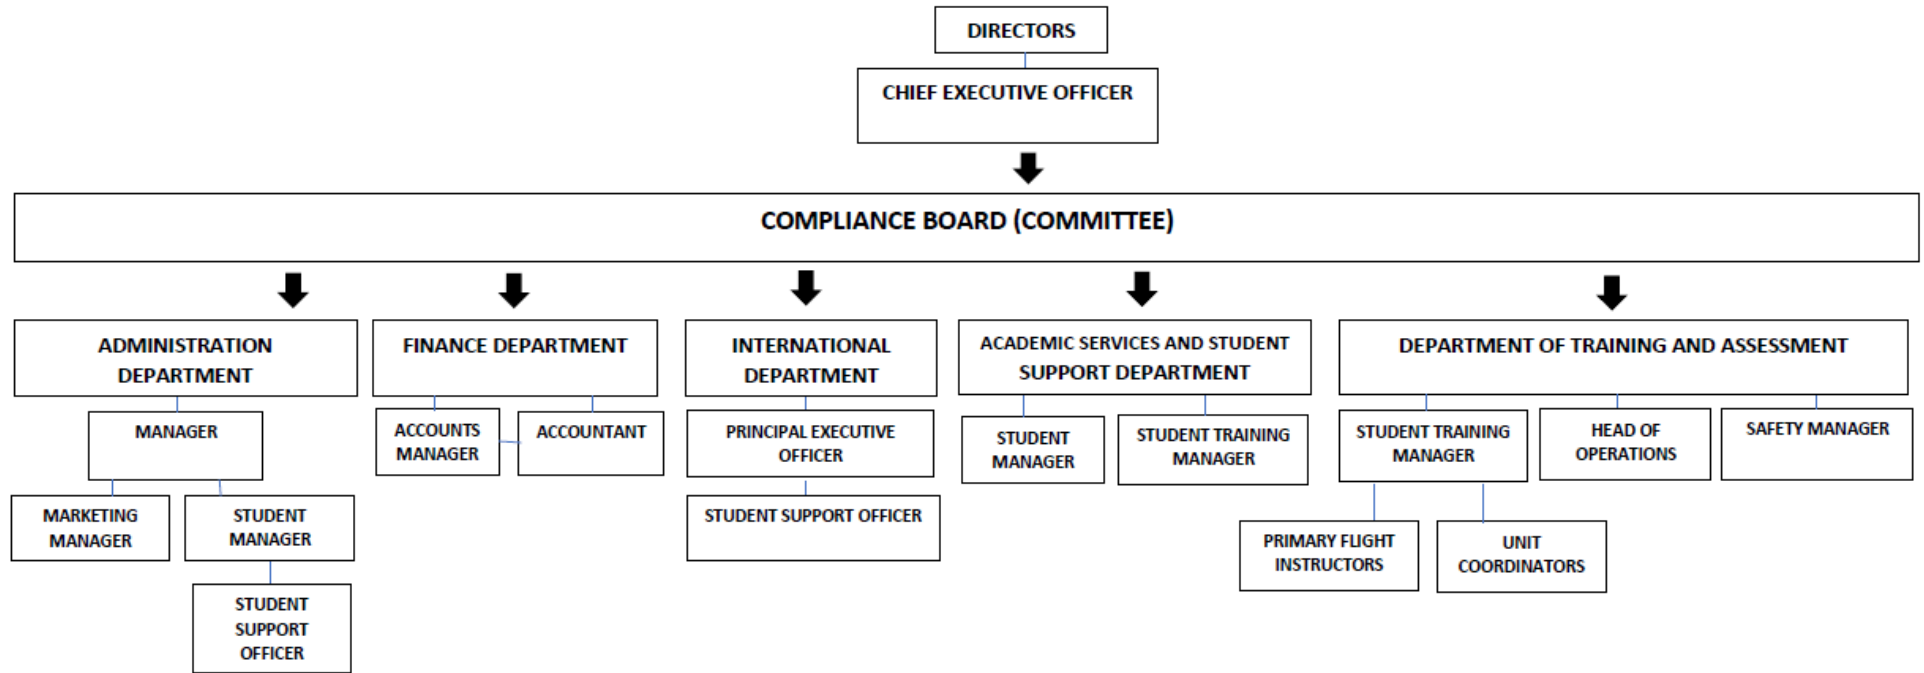 DIRECTORS
CHIEF EXECUTIVE OFFICER
COMPLIANCE BOARD (COMMITTEE)
ADMINISTRATION
DEPARTMENT
FINANCE DEPARTMENT
INTERNATIONAL
DEPARTMENT
ACADEMIC SERVICES AND STUDENT
SUPPORT DEPARTMENT
DEPARTMENT OF TRAINING AND ASSESSMENT
MANAGER
ACCOUNTS
MANAGER
ACCOUNTANT
PRINCIPAL EXECUTIVE
OFFICER
STUDENT
MANAGER
STUDENT TRAINING
MANAGER
STUDENT TRAINING
MANAGER
HEAD OF
OPERATIONS
SAFETY MANAGER
MARKETING
MANAGER
STUDENT
MANAGER
STUDENT SUPPORT OFFICER
PRIMARY FLIGHT
INSTRUCTORS
UNIT
COORDINATORS
STUDENT
SUPPORT
OFFICER